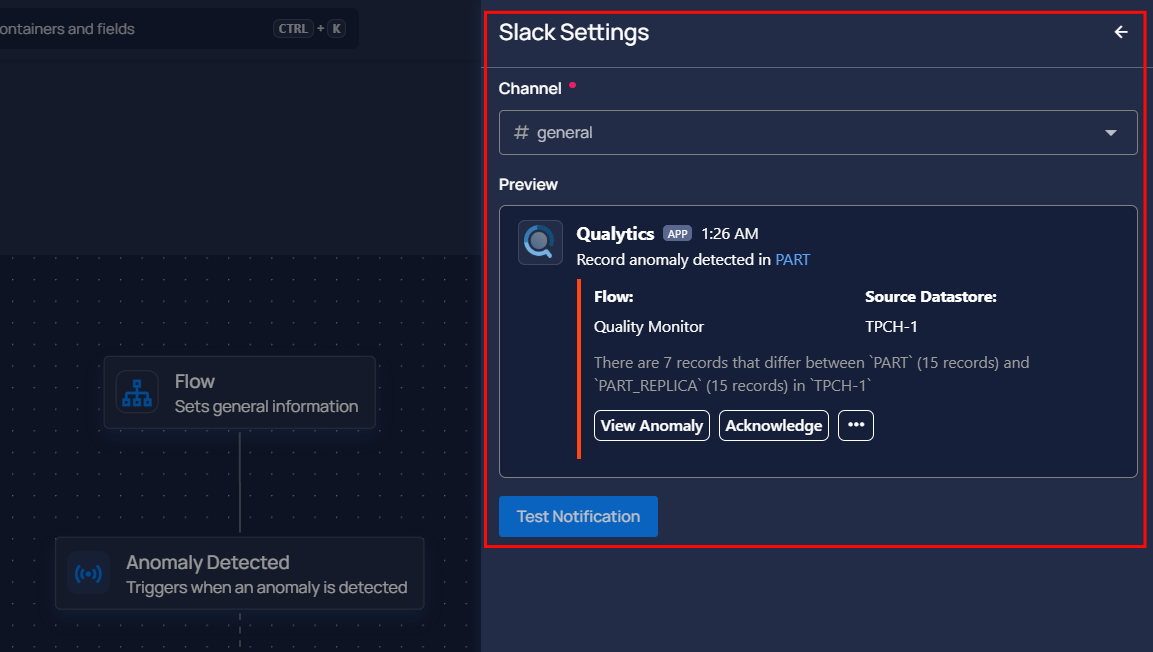 ontainers and fields
CTRL + K
Slack Settings
Channel
# general
Preview
Qualytics APP 1:26 AM
Record anomaly detected in PART
Flow: Source Datastore:
Quality Monitor TPCH-1
There are 7 records that differ between `PART` (15 records) and
`PART_REPLICA` (15 records) in `TPCH-1`
View Anomaly Acknowledge •••
Test Notification
Flow
Sets general information
Anomaly Detected
Triggers when an anomaly is detected